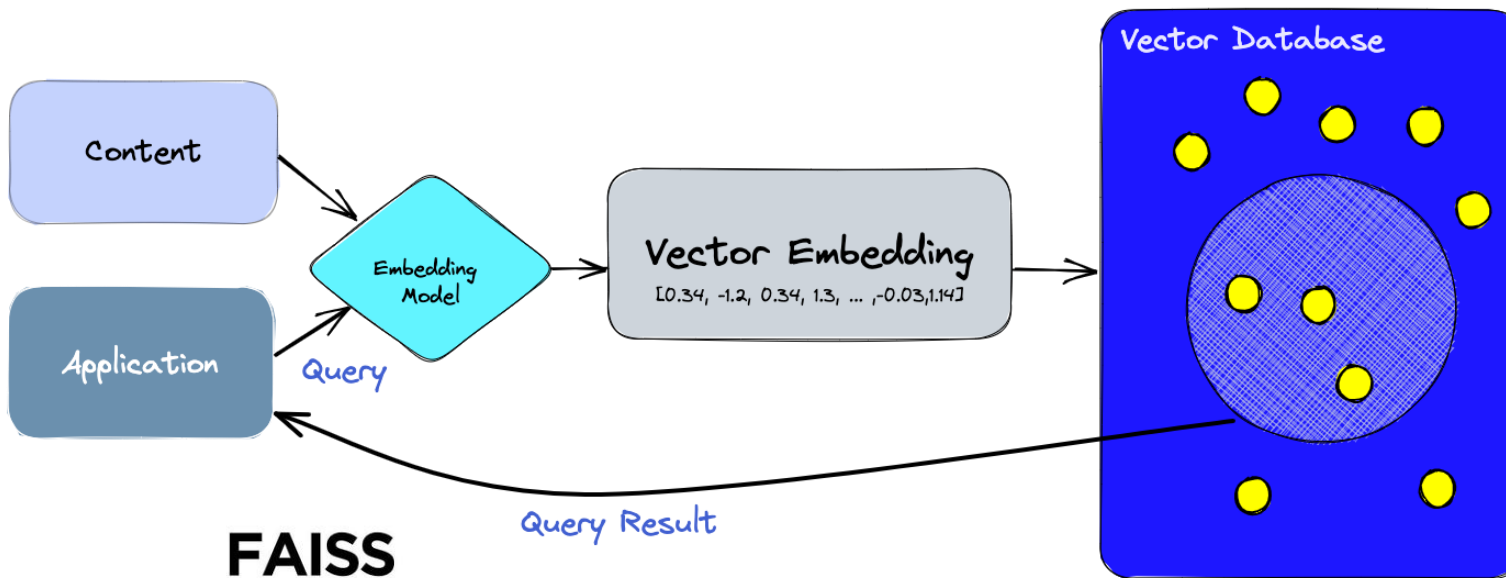 Vector Database
Content
Embedding
Model
Vector Embedding
[0.34, -1.2, 0.34, 1.3, ... ,-0.03,1.14]
Application
Query
Query Result
FAISS